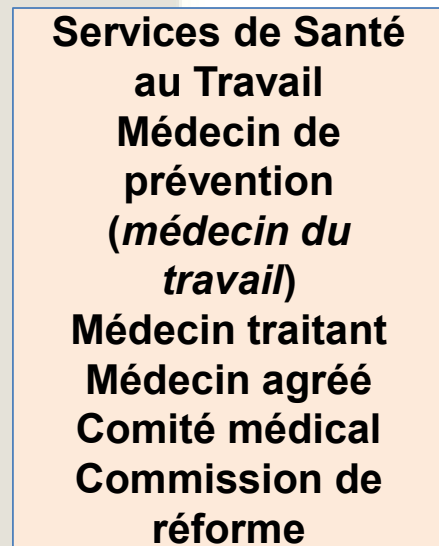 Services de Santé
au Travail
Médecin de
prévention
(médecin du
travail)
Médecin traitant
Médecin agréé
Comité médical
Commission de
réforme